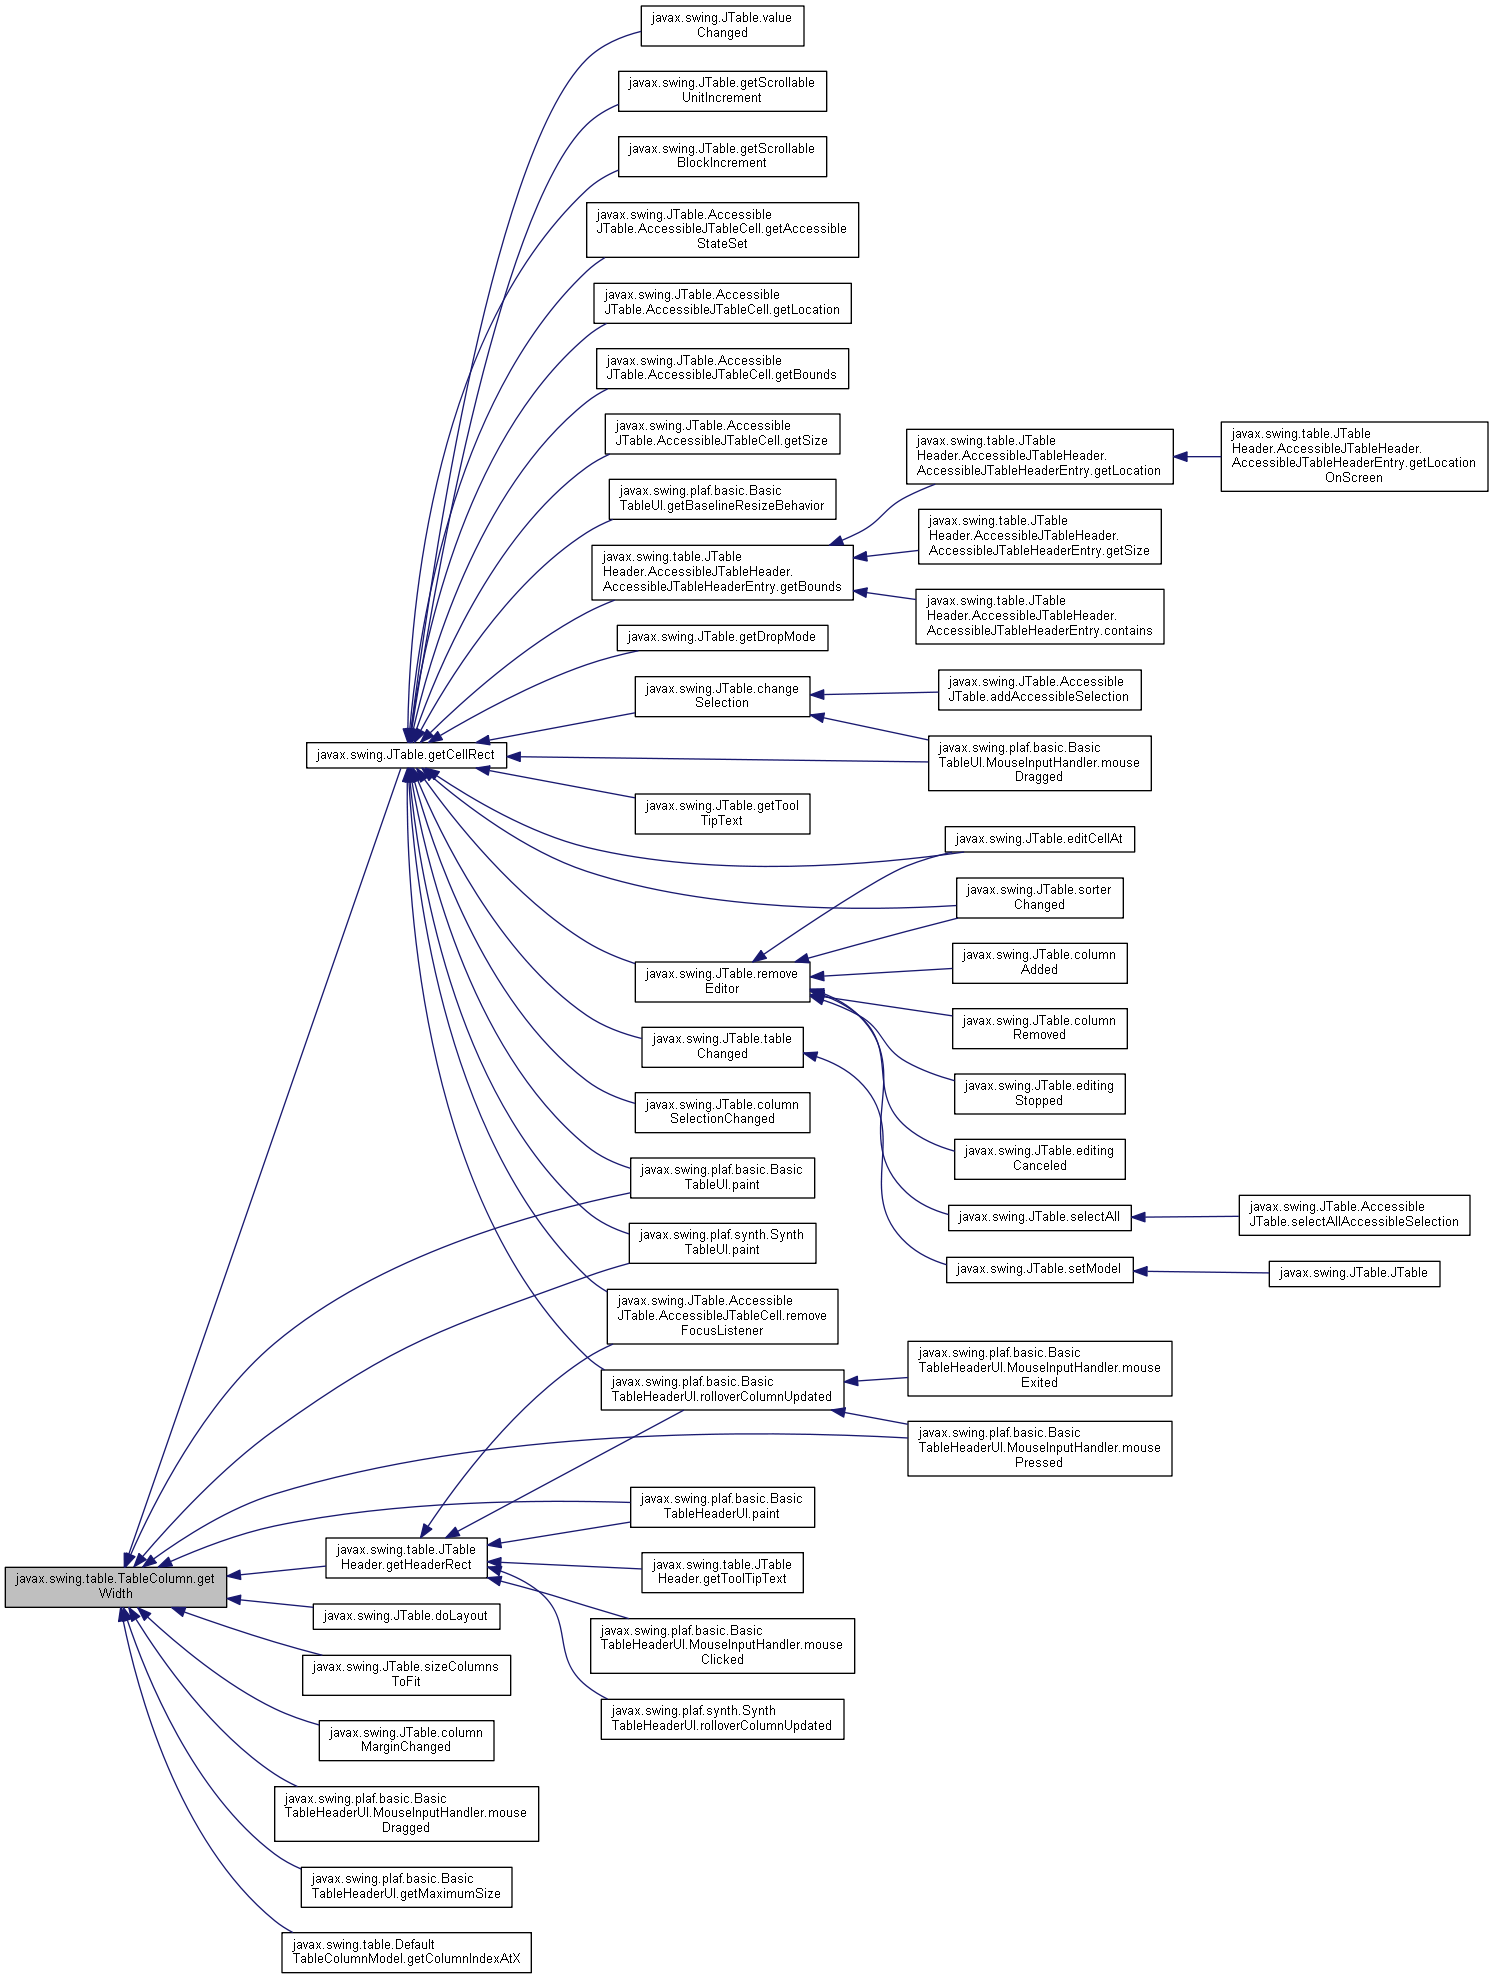 javax.swing.JTable.value
Changed
javax.swing.JTable.getScrollable
UnitIncrement
javax.swing.JTable.getScrollable
BlockIncrement
javax.swing.JTable.Accessible
JTable.AccessibleJTableCell.getAccessible
StateSet
javax.swing.JTable.Accessible
JTable.AccessibleJTableCell.getLocation
javax.swing.JTable.Accessible
JTable.AccessibleJTableCell.getBounds
javax.swing.JTable.Accessible
JTable.AccessibleJTableCell.getSize
javax.swing.table.JTable
Header.AccessibleJTableHeader.
AccessibleJTableHeaderEntry.getLocation
javax.swing.table.JTable
Header.AccessibleJTableHeader.
AccessibleJTableHeaderEntry.getLocation
OnScreen
javax.swing.plaf.basic.Basic
TableUI.getBaselineResizeBehavior
javax.swing.table.JTable
Header.AccessibleJTableHeader.
AccessibleJTableHeaderEntry.getSize
javax.swing.table.JTable
Header.AccessibleJTableHeader.
AccessibleJTableHeaderEntry.getBounds
javax.swing.table.JTable
Header.AccessibleJTableHeader.
AccessibleJTableHeaderEntry.contains
javax.swing.JTable.getDropMode
javax.swing.JTable.change
Selection
javax.swing.JTable.Accessible
JTable.addAccessibleSelection
javax.swing.JTable.getCellRect
javax.swing.plaf.basic.Basic
TableUI.MouseInputHandler.mouse
Dragged
javax.swing.JTable.getTool
TipText
javax.swing.JTable.editCellAt
javax.swing.JTable.sorter
Changed
javax.swing.JTable.remove
Editor
javax.swing.JTable.column
Added
javax.swing.JTable.column
Removed
javax.swing.JTable.table
Changed
javax.swing.JTable.editing
Stopped
javax.swing.JTable.column
SelectionChanged
javax.swing.JTable.editing
Canceled
javax.swing.plaf.basic.Basic
TableUI.paint
javax.swing.JTable.selectAll
javax.swing.JTable.Accessible
JTable.selectAllAccessibleSelection
javax.swing.plaf.synth.Synth
TableUI.paint
javax.swing.JTable.setModel
javax.swing.JTable.JTable
javax.swing.JTable.Accessible
JTable.AccessibleJTableCell.remove
FocusListener
javax.swing.plaf.basic.Basic
TableHeaderUI.rolloverColumnUpdated
javax.swing.plaf.basic.Basic
TableHeaderUI.MouseInputHandler.mouse
Exited
javax.swing.plaf.basic.Basic
TableHeaderUI.MouseInputHandler.mouse
Pressed
javax.swing.plaf.basic.Basic
TableHeaderUI.paint
javax.swing.table.JTable
Header.getHeaderRect
javax.swing.table.JTable
Header.getToolTipText
javax.swing.table.TableColumn.get
Width
javax.swing.JTable.doLayout
javax.swing.plaf.basic.Basic
TableHeaderUI.MouseInputHandler.mouse
Clicked
javax.swing.JTable.sizeColumns
ToFit
javax.swing.plaf.synth.Synth
TableHeaderUI.rolloverColumnUpdated
javax.swing.JTable.column
MarginChanged
javax.swing.plaf.basic.Basic
TableHeaderUI.MouseInputHandler.mouse
Dragged
javax.swing.plaf.basic.Basic
TableHeaderUI.getMaximumSize
javax.swing.table.Default
TableColumnModel.getColumnIndexAtX